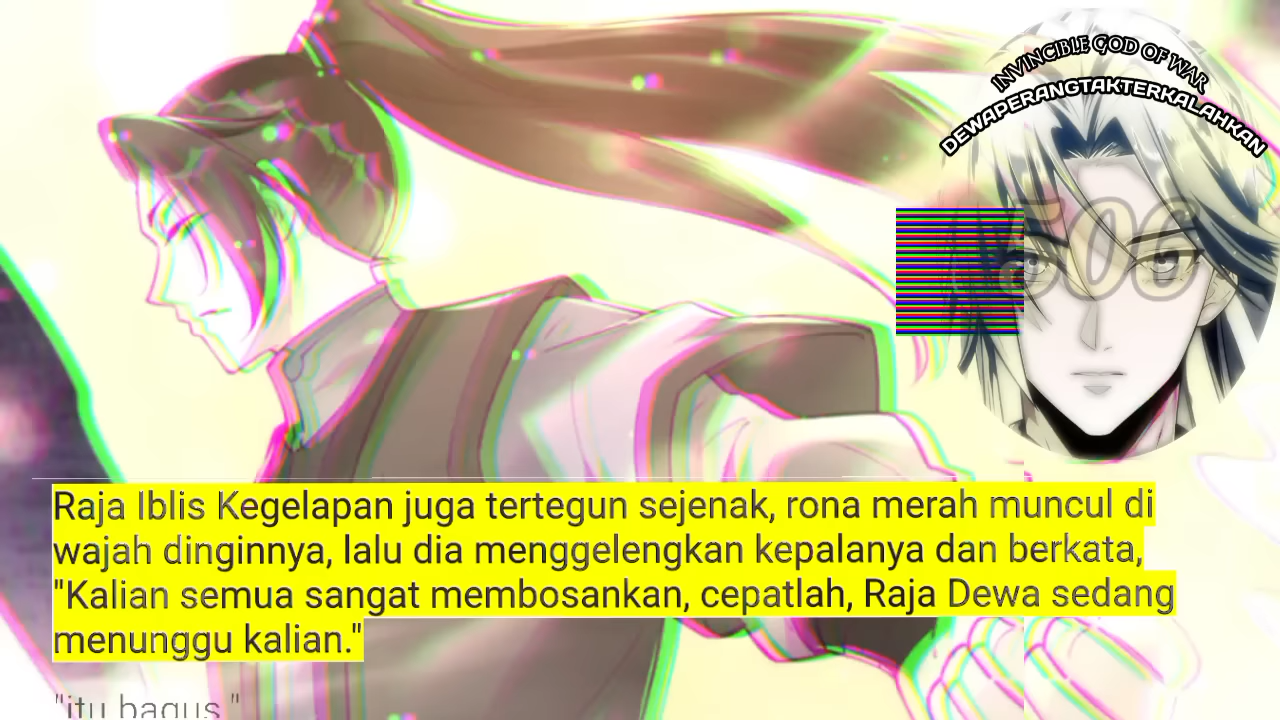 INVINCIBLE GOD OF WAR
DEWAPERANGTAKTERKALAHKAN
506
Raja Iblis Kegelapan juga tertegun sejenak, rona merah muncul di
wajah dinginnya, lalu dia menggelengkan kepalanya dan berkata,
"Kalian semua sangat membosankan, cepatlah, Raja Dewa sedang
menunggu kalian."
"itu bagus."